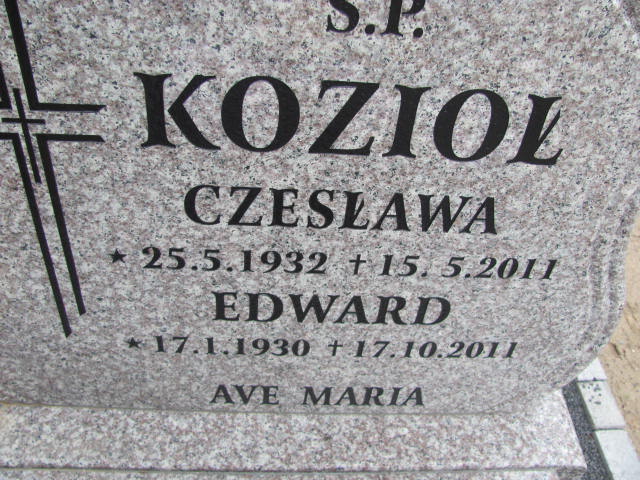 Ś.P.
KOZIOŁ
CZESŁAWA
★ 25.5.1932 † 15.5.2011
EDWARD
★ 17.1.1930 † 17.10.2011
AVE MARIA